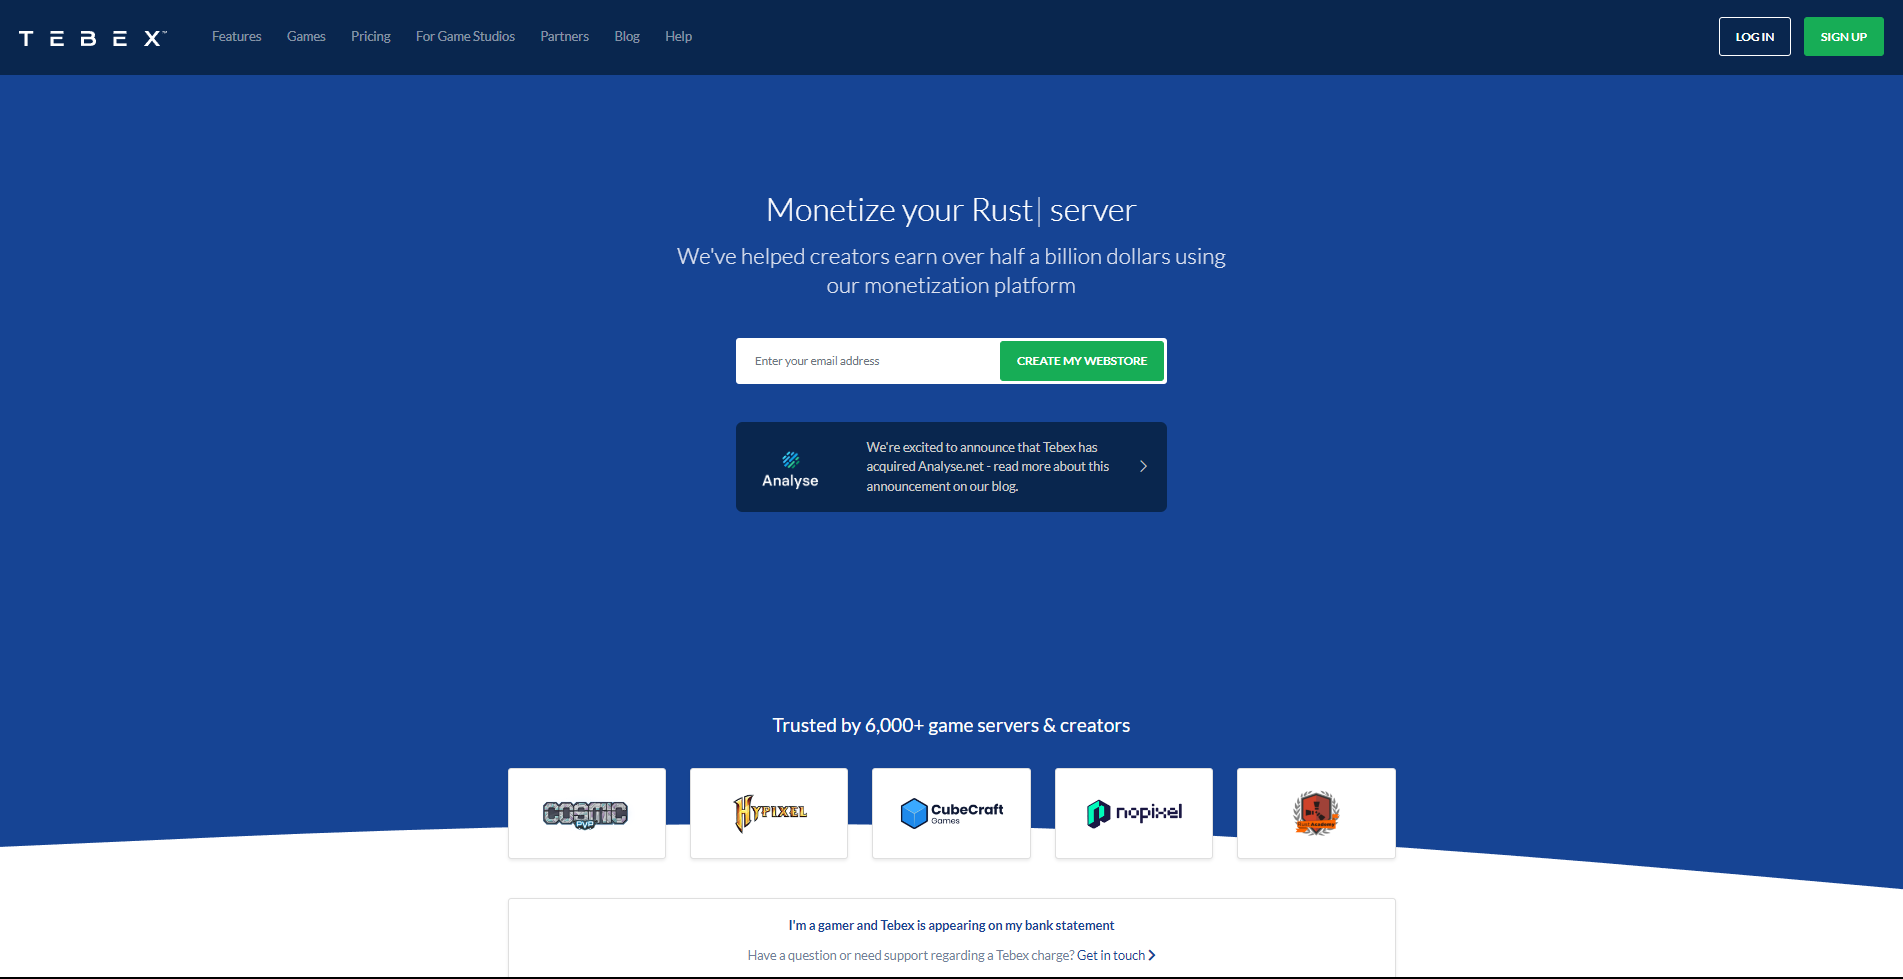 TEBEX™ Features Games Pricing For Game Studios Partners Blog Help LOG IN SIGN UP
Monetize your Rust| server
We've helped creators earn over half a billion dollars using
our monetization platform
Enter your email address CREATE MY WEBSTORE
Analyse
We're excited to announce that Tebex has
acquired Analyse.net - read more about this
announcement on our blog.
Trusted by 6,000+ game servers & creators
COSMIC
PVP
HYPIXEL
CubeCraft
Games
nopixel
Rust Academy
I'm a gamer and Tebex is appearing on my bank statement
Have a question or need support regarding a Tebex charge? Get in touch